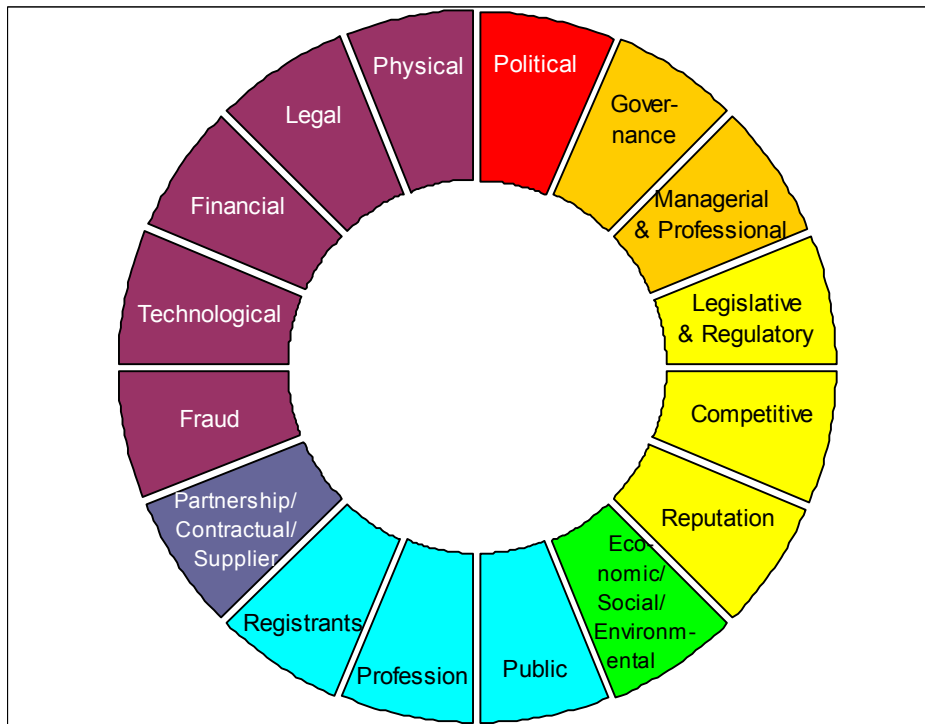 Political
Gover-
nance
Managerial
& Professional
Legislative
& Regulatory
Competitive
Reputation
Eco-
nomic/
Social/
Environm-
ental
Public
Profession
Registrants
Partnership/
Contractual/
Supplier
Fraud
Technological
Financial
Legal
Physical